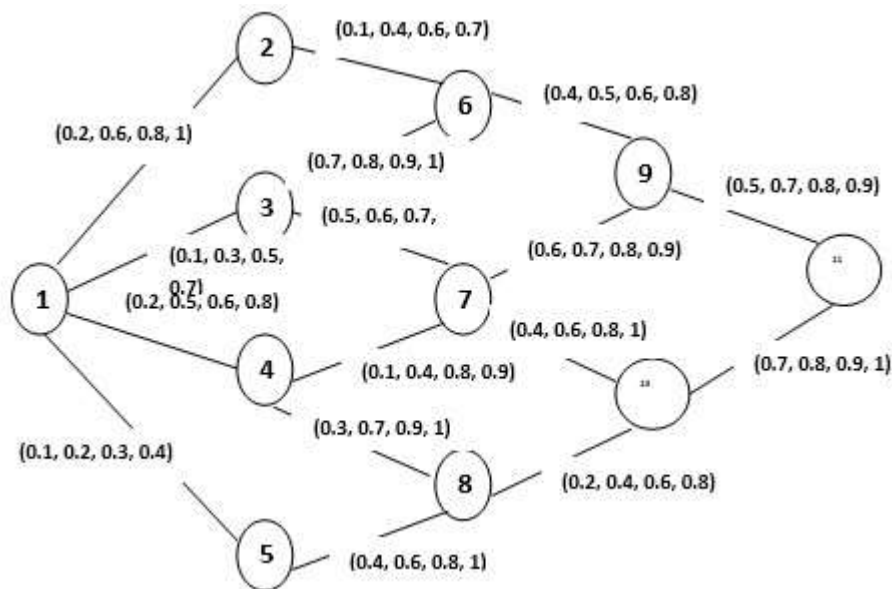 2
(0.1, 0.4, 0.6, 0.7)
6
(0.4, 0.5, 0.6, 0.8)
(0.2, 0.6, 0.8, 1)
(0.7, 0.8, 0.9, 1)
9
(0.5, 0.7, 0.8, 0.9)
3
(0.5, 0.6, 0.7,
(0.1, 0.3, 0.5,
0.7)
(0.6, 0.7, 0.8, 0.9)
11
1
(0.2, 0.5, 0.6, 0.8)
7
(0.4, 0.6, 0.8, 1)
4
(0.1, 0.4, 0.8, 0.9)
(0.7, 0.8, 0.9, 1)
10
(0.3, 0.7, 0.9, 1)
(0.1, 0.2, 0.3, 0.4)
8
(0.2, 0.4, 0.6, 0.8)
5
(0.4, 0.6, 0.8, 1)